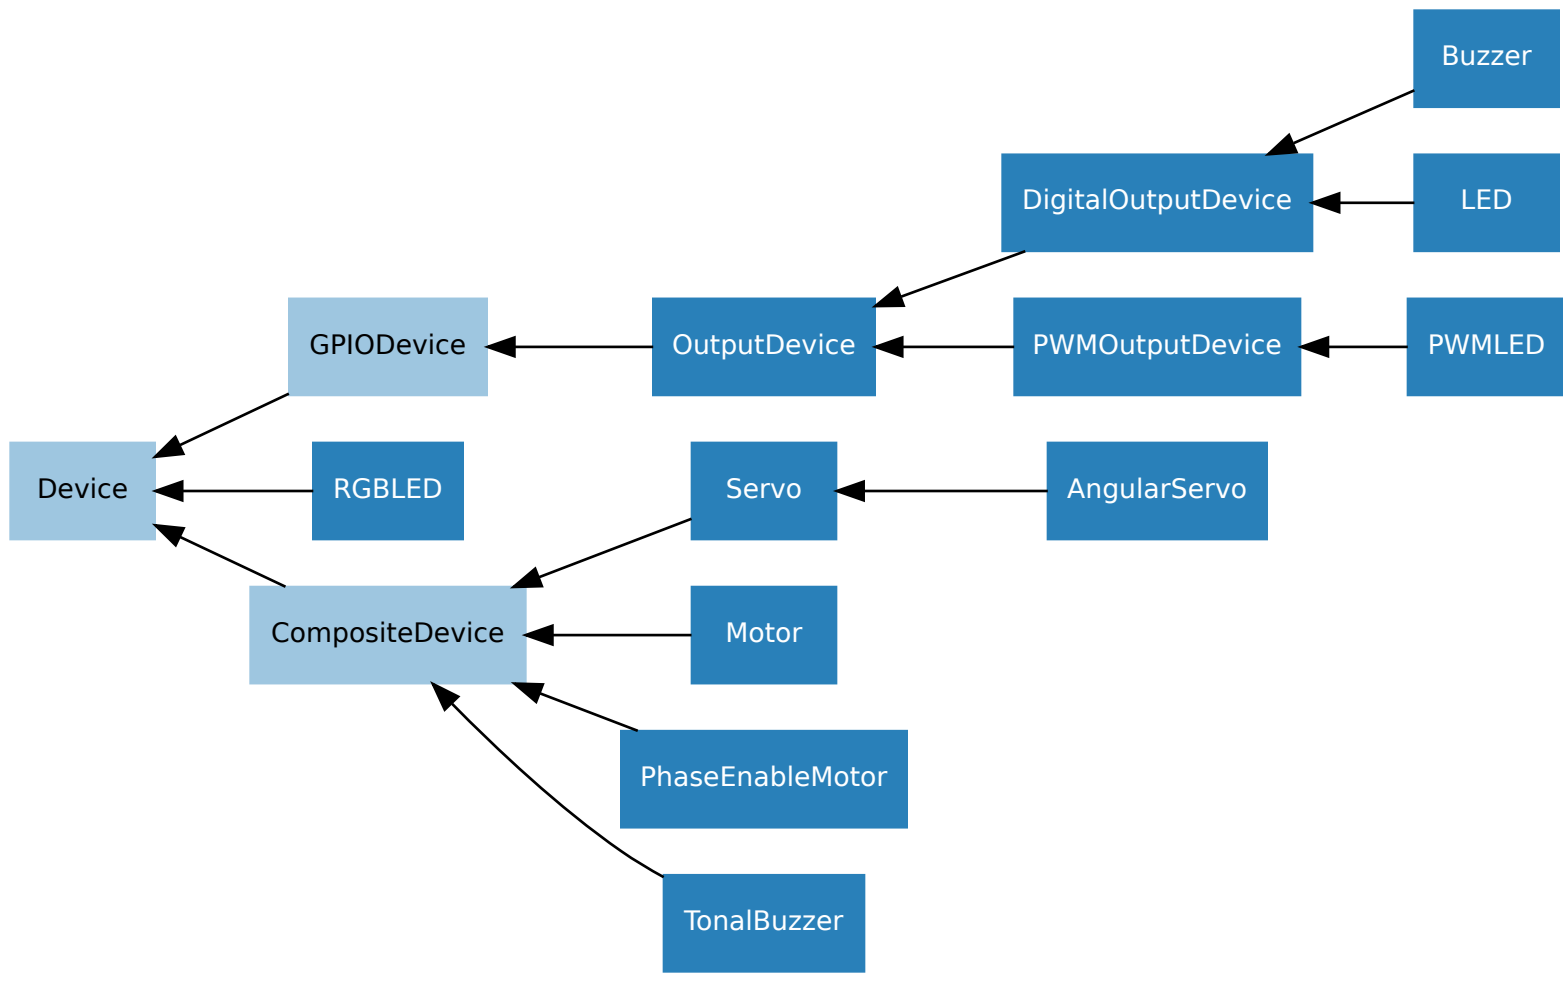 Buzzer
DigitalOutputDevice
LED
GPIODevice
OutputDevice
PWMOutputDevice
PWMLED
Device
RGBLED
Servo
AngularServo
CompositeDevice
Motor
PhaseEnableMotor
TonalBuzzer